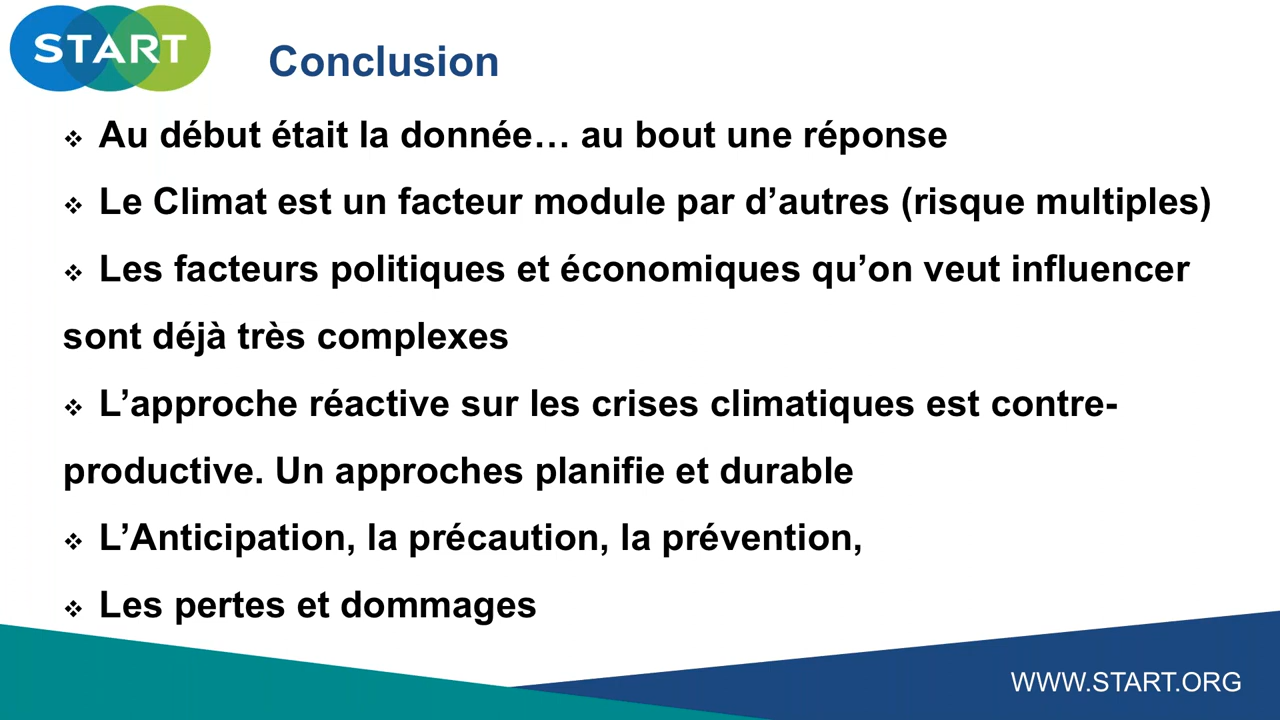 START
Conclusion
❖ Au début était la donnée… au bout une réponse
❖ Le Climat est un facteur module par d’autres (risque multiples)
❖ Les facteurs politiques et économiques qu’on veut influencer
sont déjà très complexes
❖ L’approche réactive sur les crises climatiques est contre-
productive. Un approches planifie et durable
❖ L’Anticipation, la précaution, la prévention,
❖ Les pertes et dommages
WWW.START.ORG